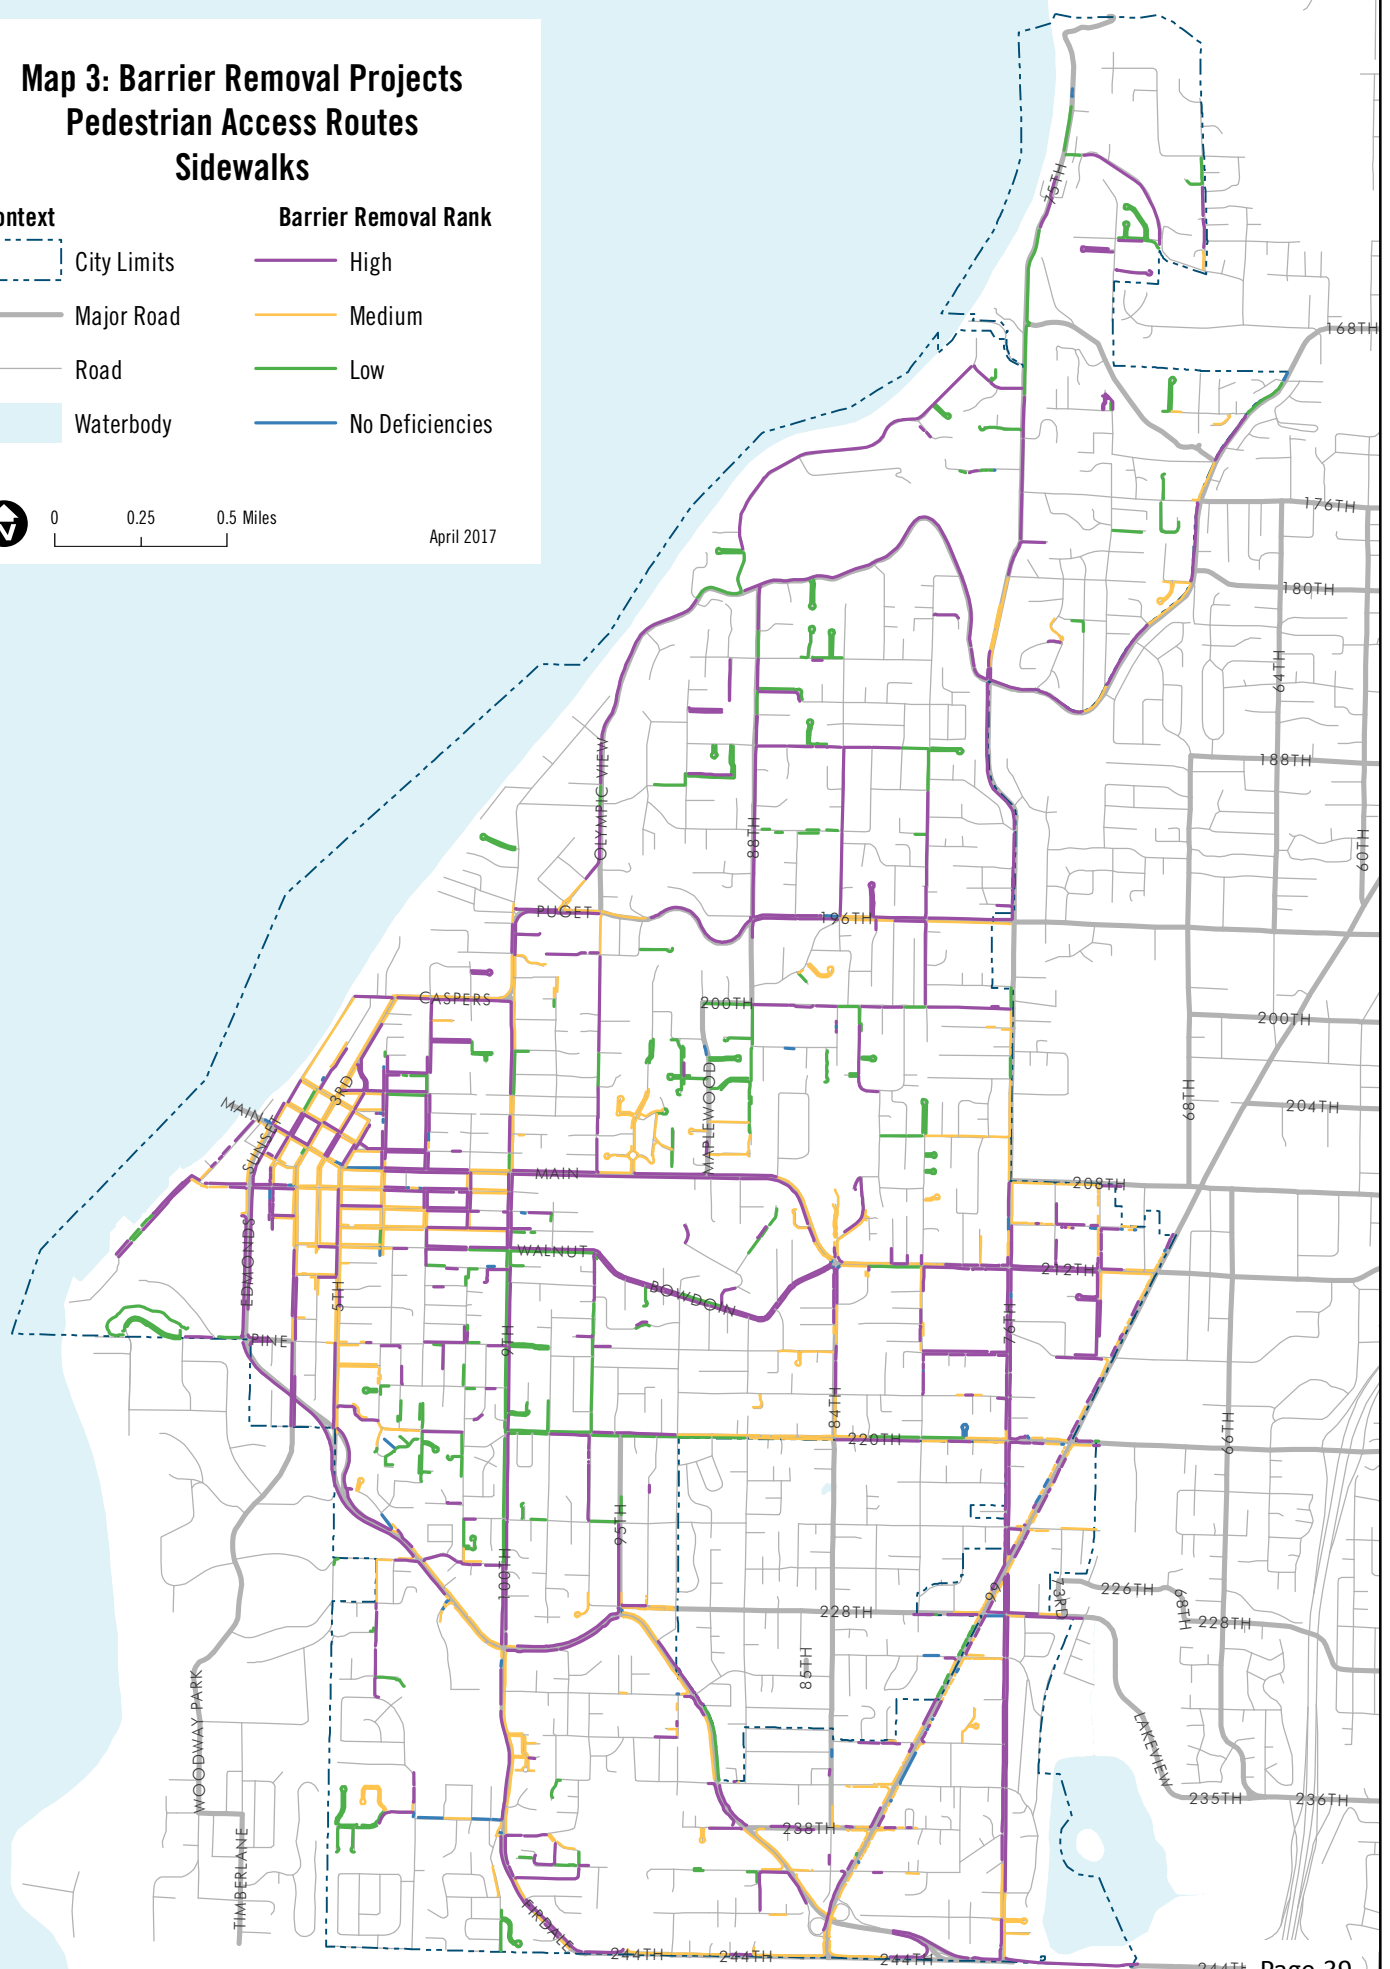 Map 3: Barrier Removal Projects
Pedestrian Access Routes
Sidewalks
ontext
Barrier Removal Rank
City Limits
High
Major Road
Medium
Road
Low
Waterbody
No Deficiencies
0 0.25 0.5 Miles
April 2017
75TH
168TH
176TH
180TH
64TH
188TH
OLYMPIC VIEW
88TH
60TH
PUGET
196TH
CASPERS
200TH
200TH
3RD
MAIN
SUNSET
MAPLEWOOD
68TH
204TH
MAIN
208TH
EDMONDS
WALNUT
212TH
5TH
BOWDOIN
PINE
9TH
76TH
84TH
220TH
66TH
95TH
100TH
99
73RD
226TH
68TH
228TH
228TH
85TH
WOODWAY PARK
LAKEVIEW
235TH
236TH
238TH
TIMBERLANE
FIRDALE
244TH
244TH
244TH
244TH
Page 39